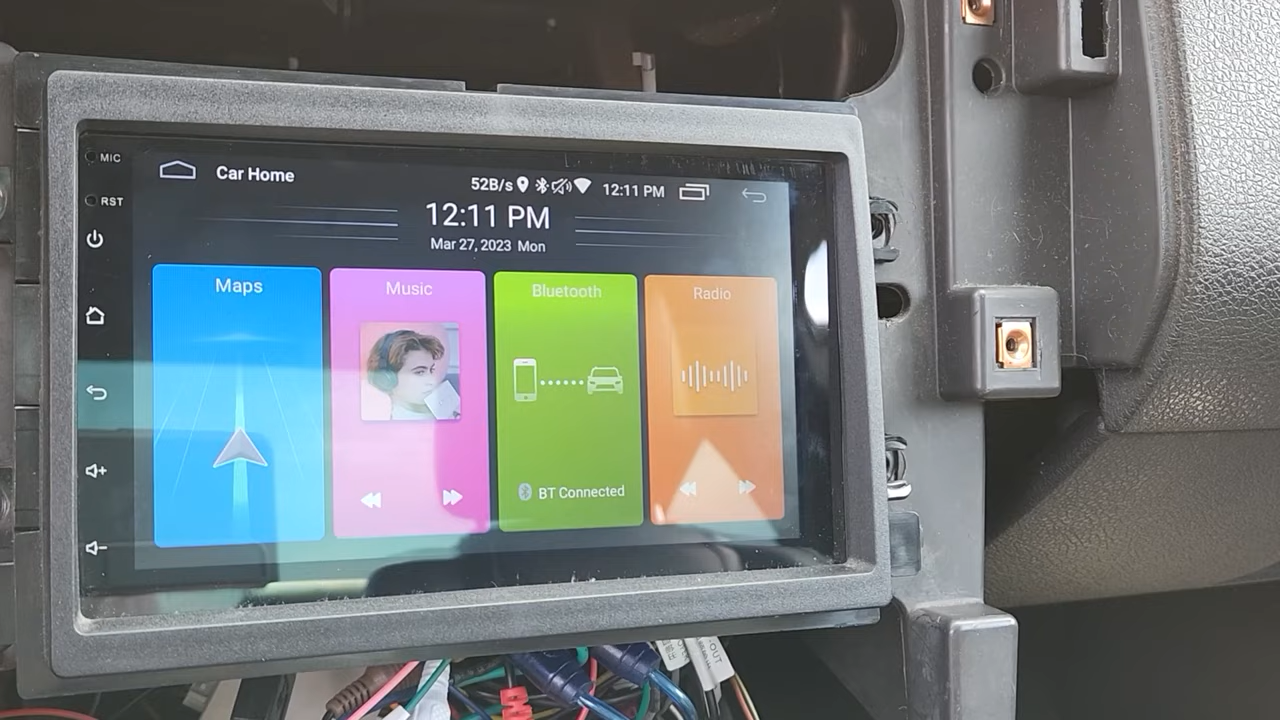 MIC
RST
Car Home
52B/s 12:11 PM
12:11 PM
Mar 27, 2023 Mon
Maps
Music
Bluetooth
Radio
BT Connected
-OUT